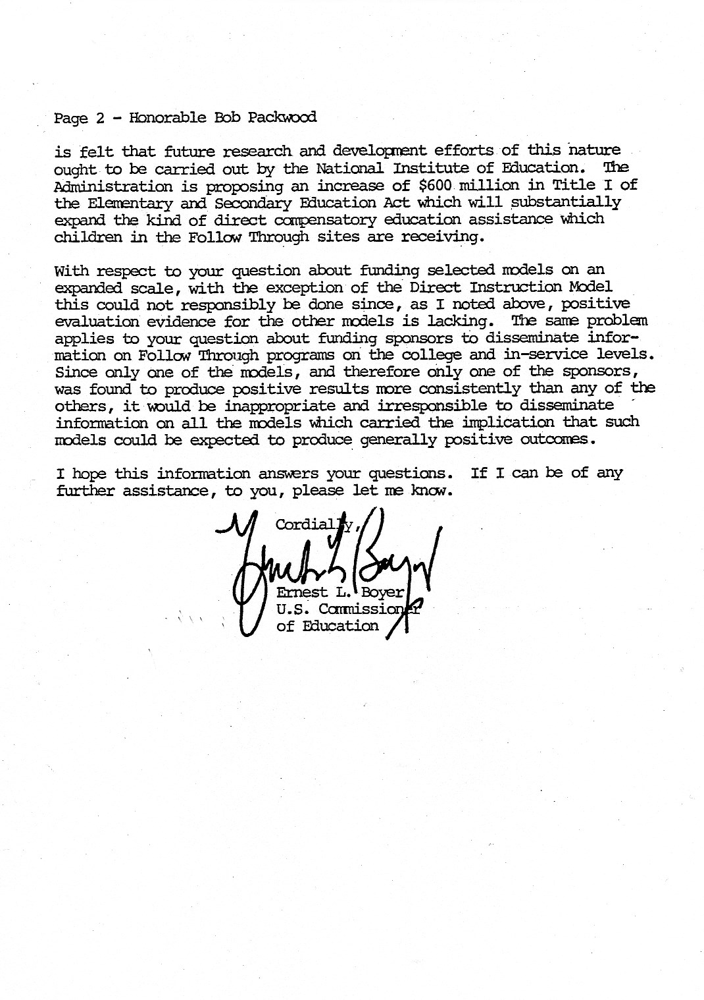 Page 2 - Honorable Bob Packwood
is felt that future research and development efforts of this nature
ought to be carried out by the National Institute of Education. The
Administration is proposing an increase of $600 million in Title I of
the Elementary and Secondary Education Act which will substantially
expand the kind of direct compensatory education assistance which
children in the Follow Through sites are receiving.
With respect to your question about funding selected models on an
expanded scale, with the exception of the Direct Instruction Model
this could not responsibly be done since, as I noted above, positive
evaluation evidence for the other models is lacking. The same problem
applies to your question about funding sponsors to disseminate infor-
mation on Follow Through programs on the college and in-service levels.
Since only one of the models, and therefore only one of the sponsors,
was found to produce positive results more consistently than any of the
others, it would be inappropriate and irresponsible to disseminate
information on all the models which carried the implication that such
models could be expected to produce generally positive outcomes.
I hope this information answers your questions. If I can be of any
further assistance, to you, please let me know.
Cordially,
Ernest L. Boyer
Ernest L. Boyer
U.S. Commissioner
of Education